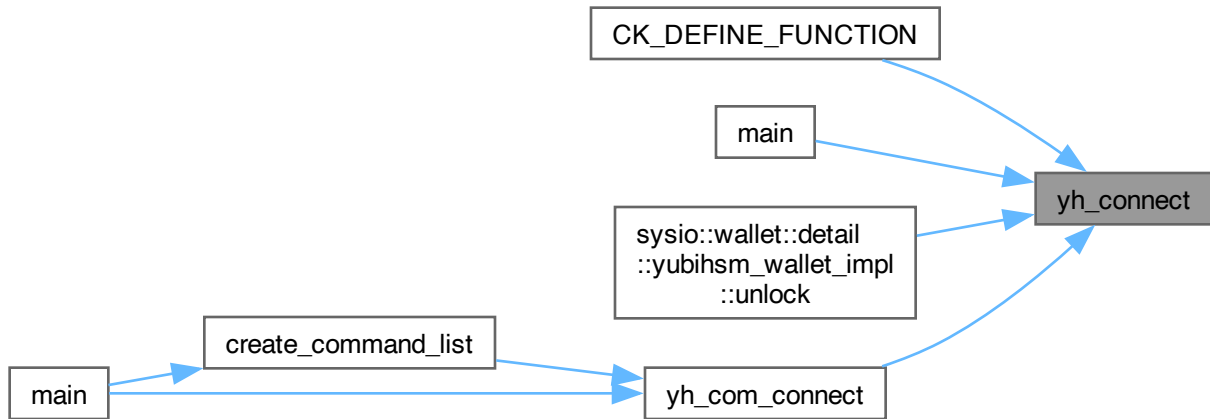 CK_DEFINE_FUNCTION
main
yh_connect
sysio::wallet::detail
::yubihsm_wallet_impl
::unlock
create_command_list
main
yh_com_connect